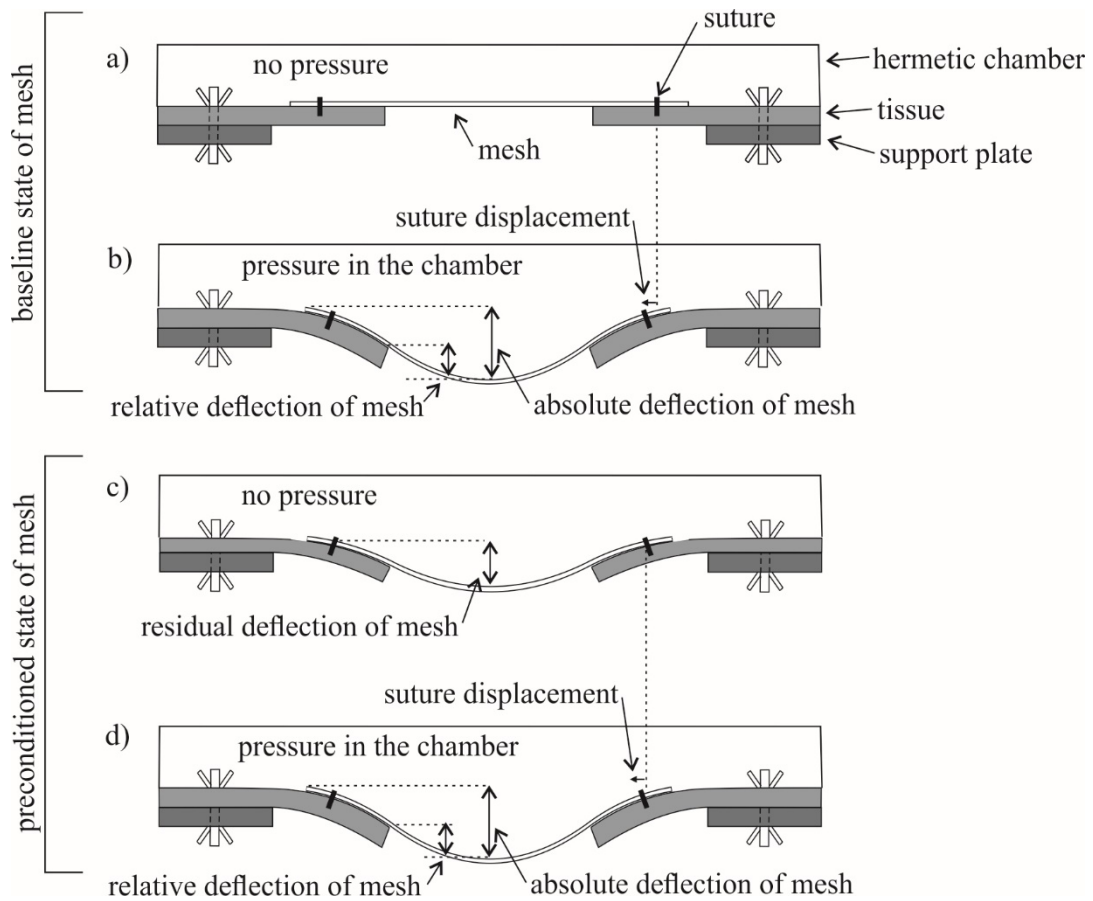 baseline state of mesh
a)
no pressure
suture
hermetic chamber
tissue
support plate
mesh
suture displacement
b)
pressure in the chamber
relative deflection of mesh
absolute deflection of mesh
preconditioned state of mesh
c)
no pressure
residual deflection of mesh
suture displacement
d)
pressure in the chamber
relative deflection of mesh
absolute deflection of mesh